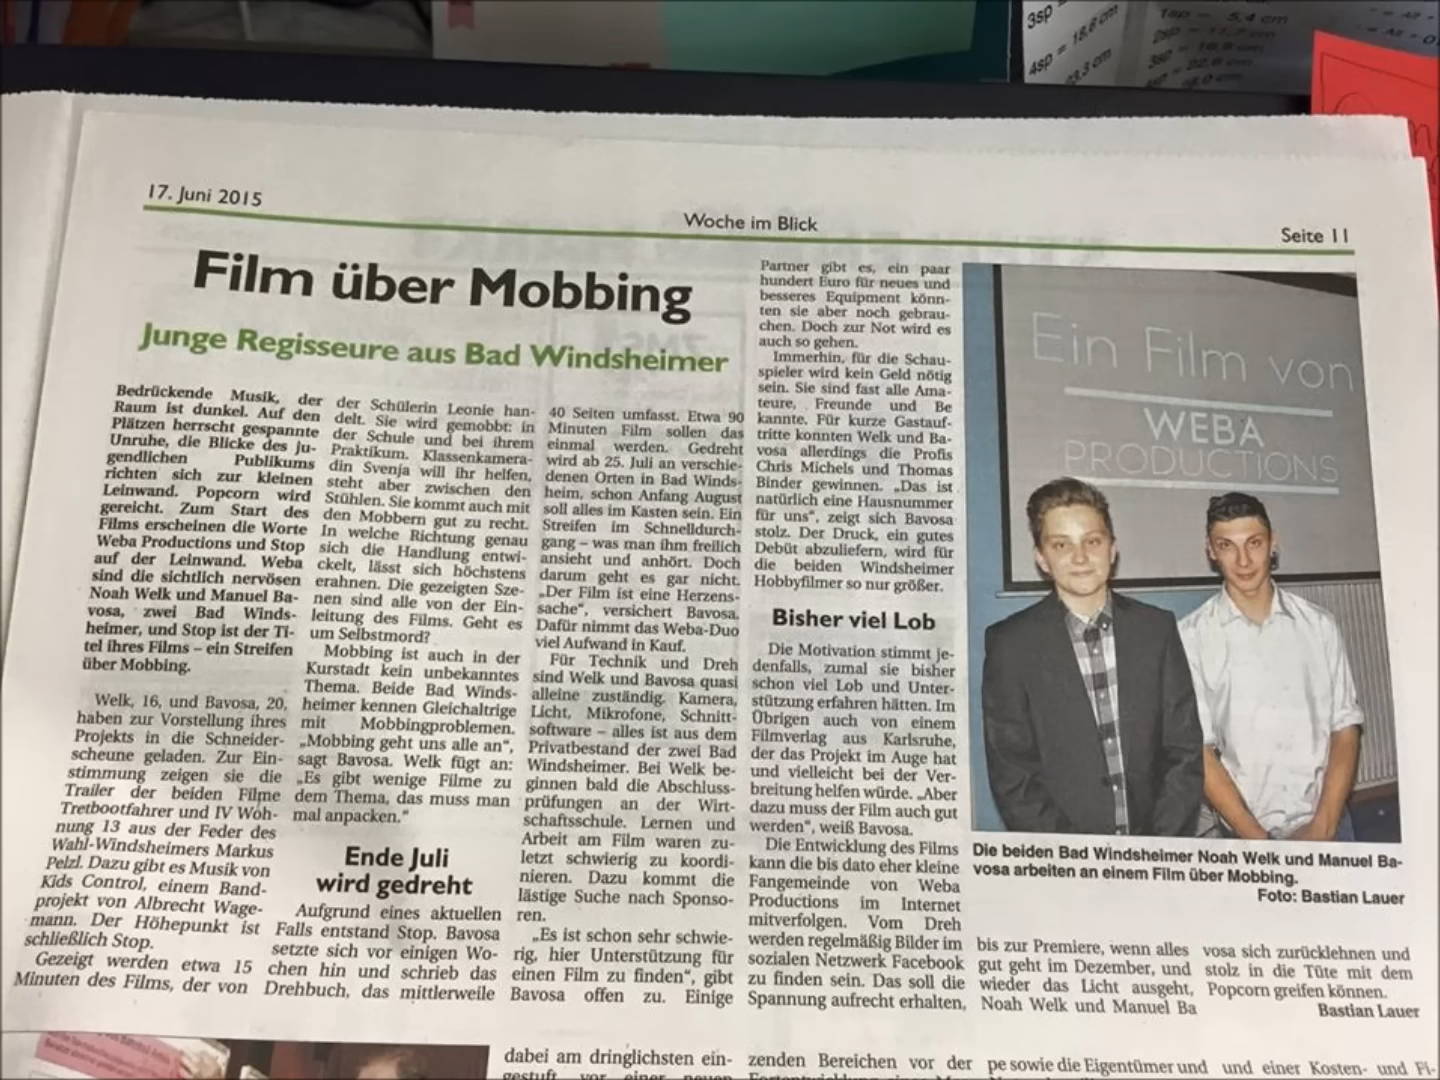 3sp =
4sp = 18,6 cm
23,3 cm
1sp = 5,4 cm
17. Juni 2015
Woche im Blick
Seite 11
Film über Mobbing
Junge Regisseure aus Bad Windsheimer
Bedrückende Musik, der
Raum ist dunkel. Auf den
Plätzen herrscht gespannte
Unruhe, die Blicke des ju-
gendlichen Publikums
richten sich zur kleinen
Leinwand. Popcorn wird
gereicht. Zum Start des
Films erscheinen die Worte
Weba Productions und Stop
auf der Leinwand. Weba
sind die sichtlich nervösen
Noah Welk und Manuel Ba-
vosa, zwei Bad Winds-
heimer, und Stop ist der Ti-
tel ihres Films – ein Streifen
über Mobbing.
Welk, 16, und Bavosa, 20,
haben zur Vorstellung ihres
Projekts in die Schneider-
scheune geladen. Zur Ein-
stimmung zeigen sie die
Trailer der beiden Filme
Tretbootfahrer und IV Woh-
nung 13 aus der Feder des
Wahl-Windsheimers Markus
Pelzl. Dazu gibt es Musik von
Kids Control, einem Band-
projekt von Albrecht Wage-
mann. Der Höhepunkt ist
schließlich Stop.
Gezeigt werden etwa 15
Minuten des Films, der von
der Schülerin Leonie han-
delt. Sie wird gemobbt: in
der Schule und bei ihrem
Praktikum. Klassenkamera-
din Svenja will ihr helfen,
steht aber zwischen den
Stühlen. Sie kommt auch mit
den Mobbern gut zu recht.
In welche Richtung genau
sich die Handlung entwi-
ckelt, lässt sich höchstens
erahnen. Die gezeigten Sze-
nen sind alle von der Ein-
leitung des Films. Geht es
um Selbstmord?
Mobbing ist auch in der
Kurstadt kein unbekanntes
Thema. Beide Bad Winds-
heimer kennen Gleichaltrige
mit Mobbingproblemen.
„Mobbing geht uns alle an“,
sagt Bavosa. Welk fügt an:
„Es gibt wenige Filme zu
dem Thema, das muss man
mal anpacken.“
Ende Juli
wird gedreht
Aufgrund eines aktuellen
Falls entstand Stop. Bavosa
setzte sich vor einigen Wo-
chen hin und schrieb das
Drehbuch, das mittlerweile
40 Seiten umfasst. Etwa 90
Minuten Film sollen das
einmal werden. Gedreht
wird ab 25. Juli an verschie-
denen Orten in Bad Winds-
heim, schon Anfang August
soll alles im Kasten sein. Ein
Streifen im Schnelldurch-
gang – was man ihm freilich
ansieht und anhört. Doch
darum geht es gar nicht.
„Der Film ist eine Herzens-
sache“, versichert Bavosa.
Dafür nimmt das Weba-Duo
viel Aufwand in Kauf.
Für Technik und Dreh
sind Welk und Bavosa quasi
alleine zuständig. Kamera,
Licht, Mikrofone, Schnitt-
software – alles ist aus dem
Privatbestand der zwei Bad
Windsheimer. Bei Welk be-
ginnen bald die Abschluss-
prüfungen an der Wirt-
schaftsschule. Lernen und
Arbeit am Film waren zu-
letzt schwierig zu koordi-
nieren. Dazu kommt die
lästige Suche nach Sponso-
ren.
„Es ist schon sehr schwie-
rig, hier Unterstützung für
einen Film zu finden“, gibt
Bavosa offen zu. Einige
Partner gibt es, ein paar
hundert Euro für neues und
besseres Equipment könn-
ten sie aber noch gebrau-
chen. Doch zur Not wird es
auch so gehen.
Immerhin, für die Schau-
spieler wird kein Geld nötig
sein. Sie sind fast alle Ama-
teure, Freunde und Be
kannte. Für kurze Gastauf-
tritte konnten Welk und Ba-
vosa allerdings die Profis
Chris Michels und Thomas
Binder gewinnen. „Das ist
natürlich eine Hausnummer
für uns“, zeigt sich Bavosa
stolz. Der Druck, ein gutes
Debüt abzuliefern, wird für
die beiden Windsheimer
Hobbyfilmer so nur größer.
Bisher viel Lob
Die Motivation stimmt je-
denfalls, zumal sie bisher
schon viel Lob und Unter-
stützung erfahren hätten. Im
Übrigen auch von einem
Filmverlag aus Karlsruhe,
der das Projekt im Auge hat
und vielleicht bei der Ver-
breitung helfen würde. „Aber
dazu muss der Film auch gut
werden“, weiß Bavosa.
Die Entwicklung des Films
kann die bis dato eher kleine
Fangemeinde von Weba
Productions im Internet
mitverfolgen. Vom Dreh
werden regelmäßig Bilder im
sozialen Netzwerk Facebook
zu finden sein. Das soll die
Spannung aufrecht erhalten,
Ein Film von
WEBA
PRODUCTIONS
Die beiden Bad Windsheimer Noah Welk und Manuel Ba-
vosa arbeiten an einem Film über Mobbing.
Foto: Bastian Lauer
bis zur Premiere, wenn alles
gut geht im Dezember, und
wieder das Licht ausgeht,
Noah Welk und Manuel Ba
vosa sich zurücklehnen und
stolz in die Tüte mit dem
Popcorn greifen können.
Bastian Lauer
dabei am dringlichsten ein-
gestuft, vor einer neuen
zenden Bereichen vor der
pe sowie die Eigentümer und
und einer Kosten- und Fi-